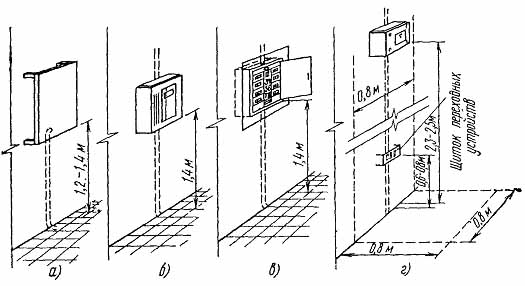 1,2-1,4 м
а)
1,4 м
б)
1,4 м
в)
0,8 м
2,3-2,5 м
0,6-0,8 м
Щиток переходных
устройств
0,8 м
0,8 м
г)